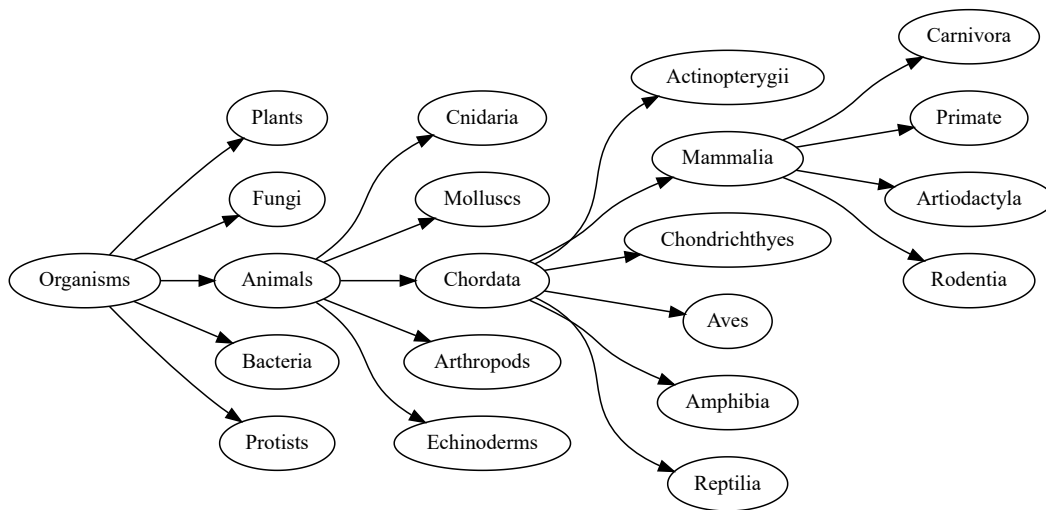 Organisms
Plants
Fungi
Animals
Bacteria
Protists
Cnidaria
Molluscs
Chordata
Arthropods
Echinoderms
Actinopterygii
Mammalia
Chondrichthyes
Aves
Amphibia
Reptilia
Carnivora
Primate
Artiodactyla
Rodentia